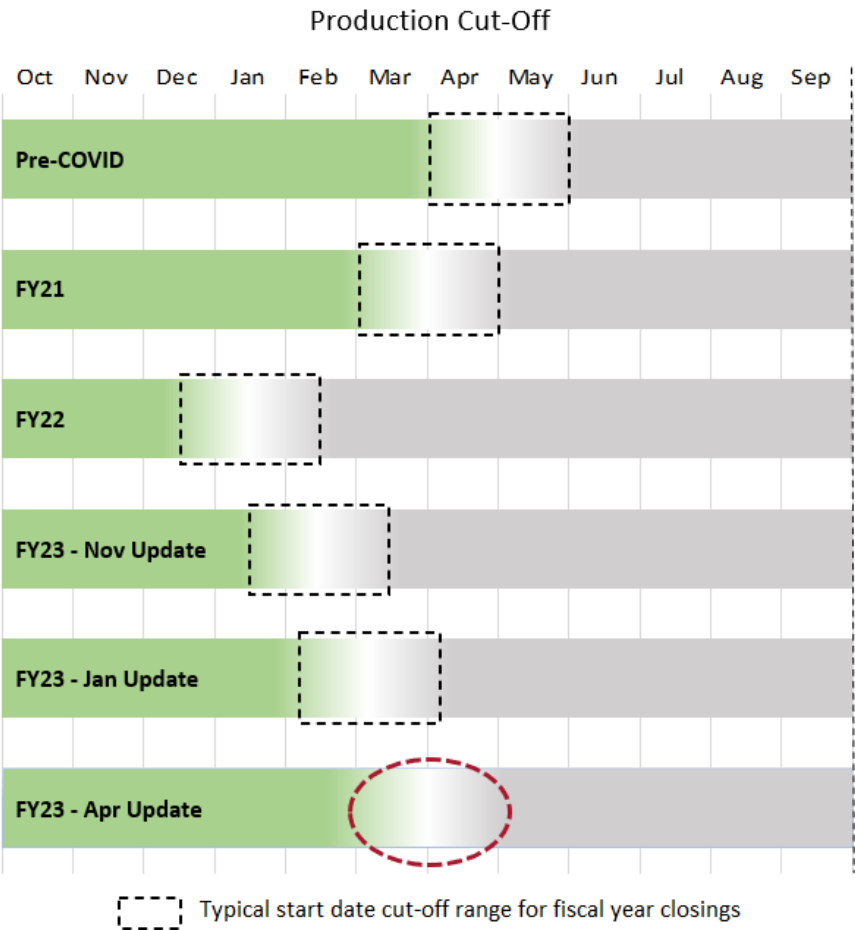 Production Cut-Off
Oct Nov Dec Jan Feb Mar Apr May Jun Jul Aug Sep
Pre-COVID
FY21
FY22
FY23 - Nov Update
FY23 - Jan Update
FY23 - Apr Update
Typical start date cut-off range for fiscal year closings